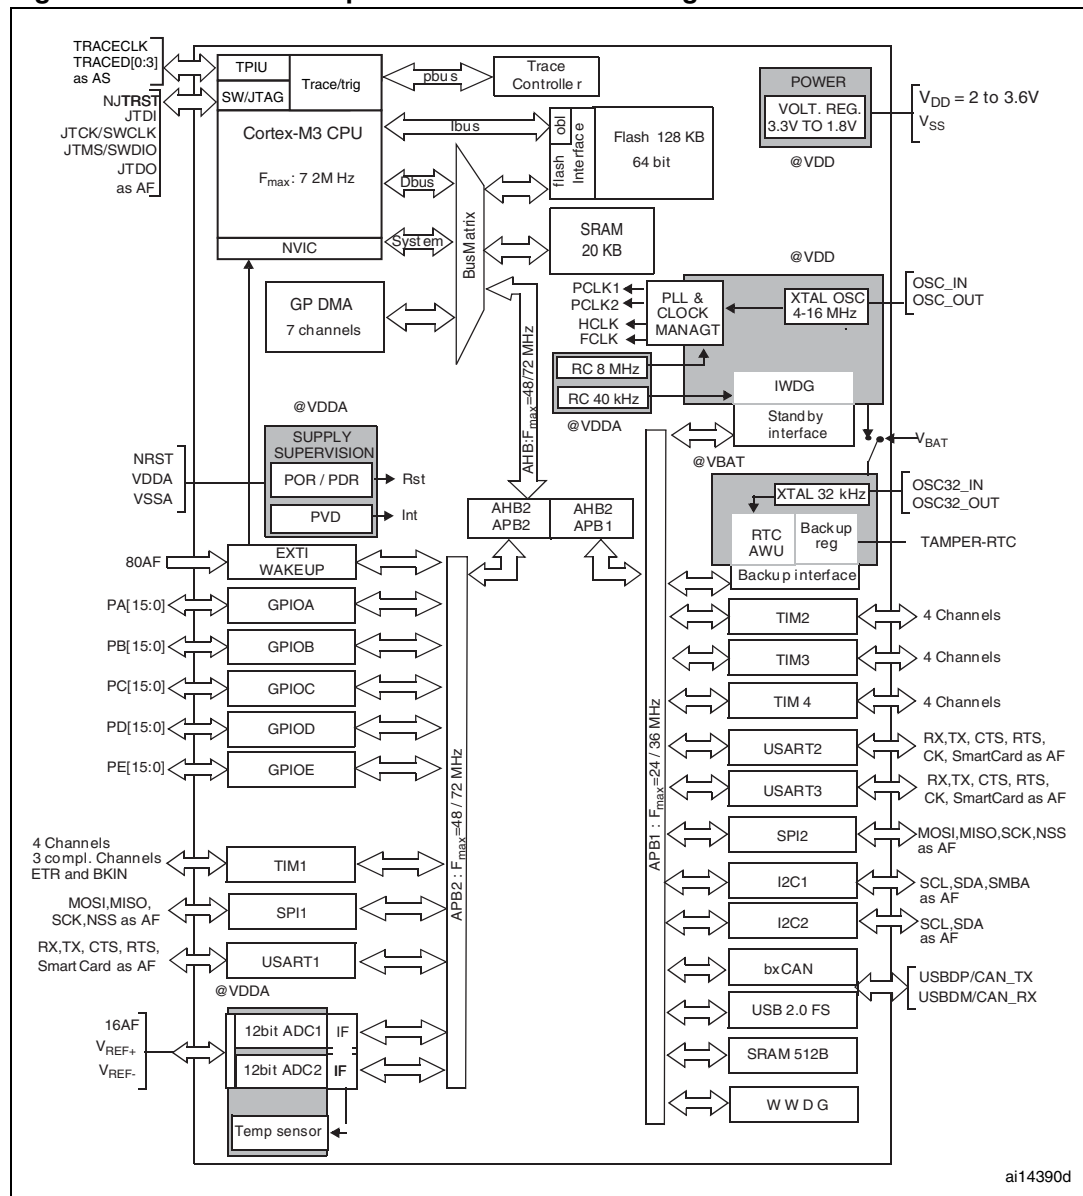 TRACECLK
TRACED[0:3]
as AS
NJTRST
JTDI
JTCK/SWCLK
JTMS/SWDIO
JTDO
as AF
TPIU
SW/JTAG
Trace/trig
Cortex-M3 CPU
Fmax: 7 2M Hz
NVIC
pbus
Trace
Controlle r
Ibus
Dbus
System
BusMatrix
flash obl
Interface
Flash 128 KB
64 bit
SRAM
20 KB
POWER
VOLT. REG.
3.3V TO 1.8V
@VDD
VDD = 2 to 3.6V
VSS
GP DMA
7 channels
AHB:Fmax=48/72 MHz
@VDD
PCLK1
PCLK2
HCLK
FCLK
PLL &
CLOCK
MANAGT
XTAL OSC
4-16 MHz
OSC_IN
OSC_OUT
RC 8 MHz
RC 40 kHz
@VDDA
IWDG
Stand by
interface
VBAT
@VBAT
@VDDA
SUPPLY
SUPERVISION
POR / PDR
PVD
Rst
Int
NRST
VDDA
VSSA
XTAL 32 kHz
OSC32_IN
OSC32_OUT
RTC
AWU
Backup
reg
TAMPER-RTC
Backup interface
AHB2
APB2
AHB2
APB1
80AF
EXTI
WAKEUP
PA[15:0]
GPIOA
PB[15:0]
GPIOB
PC[15:0]
GPIOC
PD[15:0]
GPIOD
PE[15:0]
GPIOE
4 Channels
3 compl. Channels
ETR and BKIN
TIM1
MOSI,MISO,
SCK,NSS as AF
SPI1
RX,TX, CTS, RTS,
SmartCard as AF
USART1
@VDDA
16AF
VREF+
VREF-
12bit ADC1
IF
12bit ADC2
IF
Temp sensor
APB2 : Fmax=48 / 72 MHz
APB1 : Fmax=24 / 36 MHz
TIM2
4 Channels
TIM3
4 Channels
TIM 4
4 Channels
USART2
RX,TX, CTS, RTS,
CK, SmartCard as AF
USART3
RX,TX, CTS, RTS,
CK, SmartCard as AF
SPI2
MOSI,MISO,SCK,NSS
as AF
I2C1
SCL,SDA,SMBA
as AF
I2C2
SCL,SDA
as AF
bxCAN
USBDP/CAN_TX
USBDM/CAN_RX
USB 2.0 FS
SRAM 512B
W W D G
ai14390d